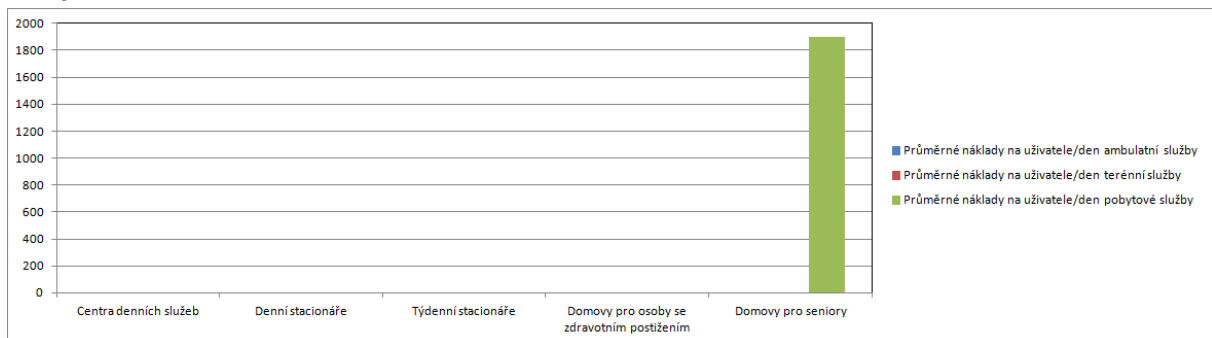 2000
1800
1600
1400
1200
1000
800
600
400
200
0
Centra denních služeb
Denní stacionáře
Týdenní stacionáře
Domovy pro osoby se
zdravotním postižením
Domovy pro seniory
Průměrné náklady na uživatele/den ambulatní služby
Průměrné náklady na uživatele/den terénní služby
Průměrné náklady na uživatele/den pobytové služby